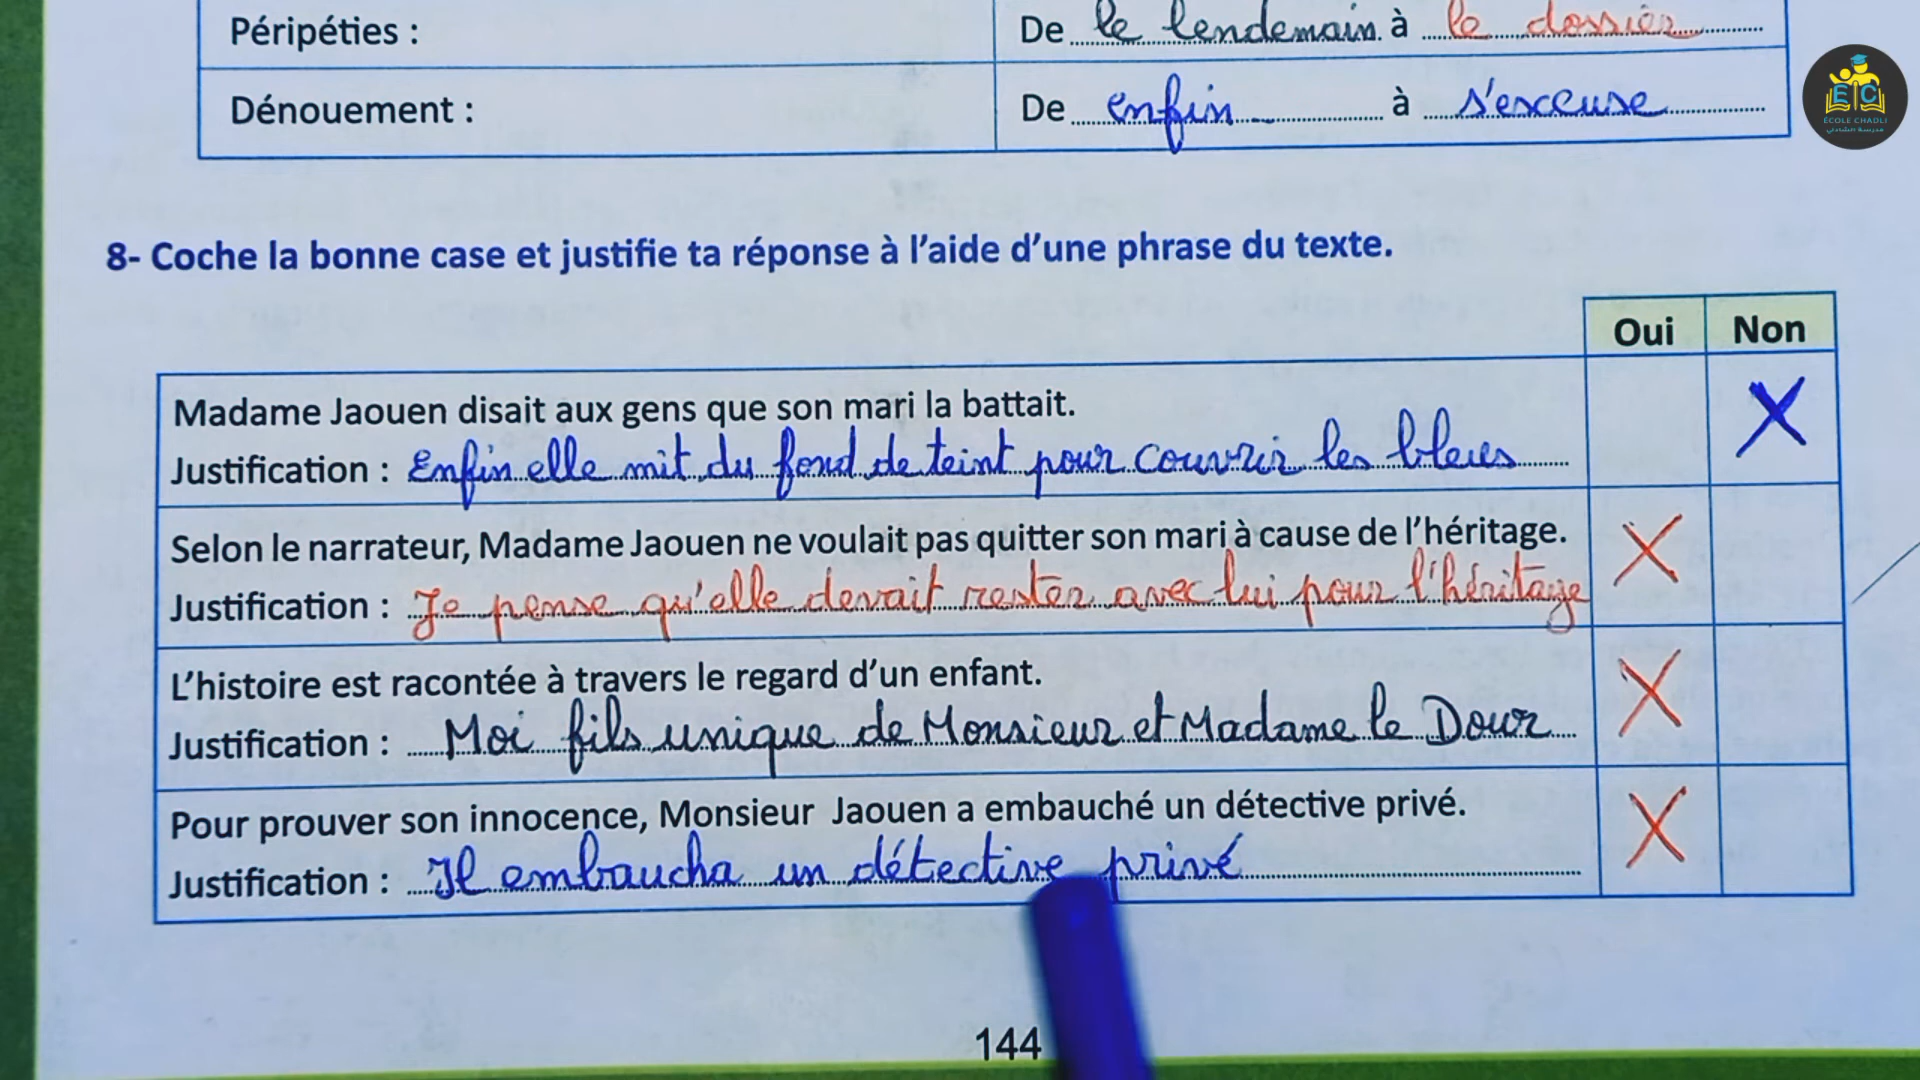 Péripéties : De le lendemain à le dossier
Dénouement : De enfin à s'excuse
EC
ÉCOLE CHADLI
مدرسة الشاذلي
8- Coche la bonne case et justifie ta réponse à l'aide d'une phrase du texte.
Oui Non
Madame Jaouen disait aux gens que son mari la battait. X
Justification : Enfin elle mit du fond de teint pour couvrir les bleus
Selon le narrateur, Madame Jaouen ne voulait pas quitter son mari à cause de l'héritage. X
Justification : Je pense qu'elle devait rester avec lui pour l'héritage
L'histoire est racontée à travers le regard d'un enfant. X
Justification : Moi fils unique de Monsieur et Madame le Dour
Pour prouver son innocence, Monsieur Jaouen a embauché un détective privé. X
Justification : Il embaucha un détective privé
144